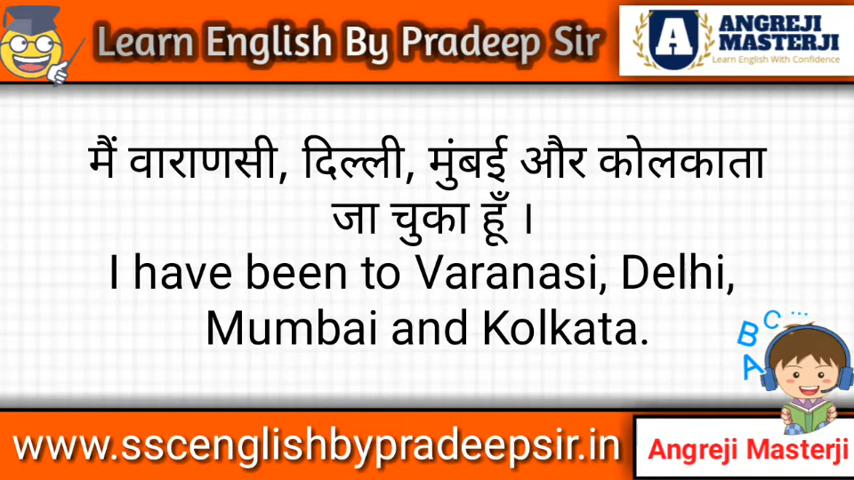 Learn English By Pradeep Sir
A
ANGREJI
MASTERJI
Learn English With Confidence
मैं वाराणसी, दिल्ली, मुंबई और कोलकाता
जा चुका हूँ ।
I have been to Varanasi, Delhi,
Mumbai and Kolkata.
A B C ...
www.sscenglishbypradeepsir.in
Angreji Masterji